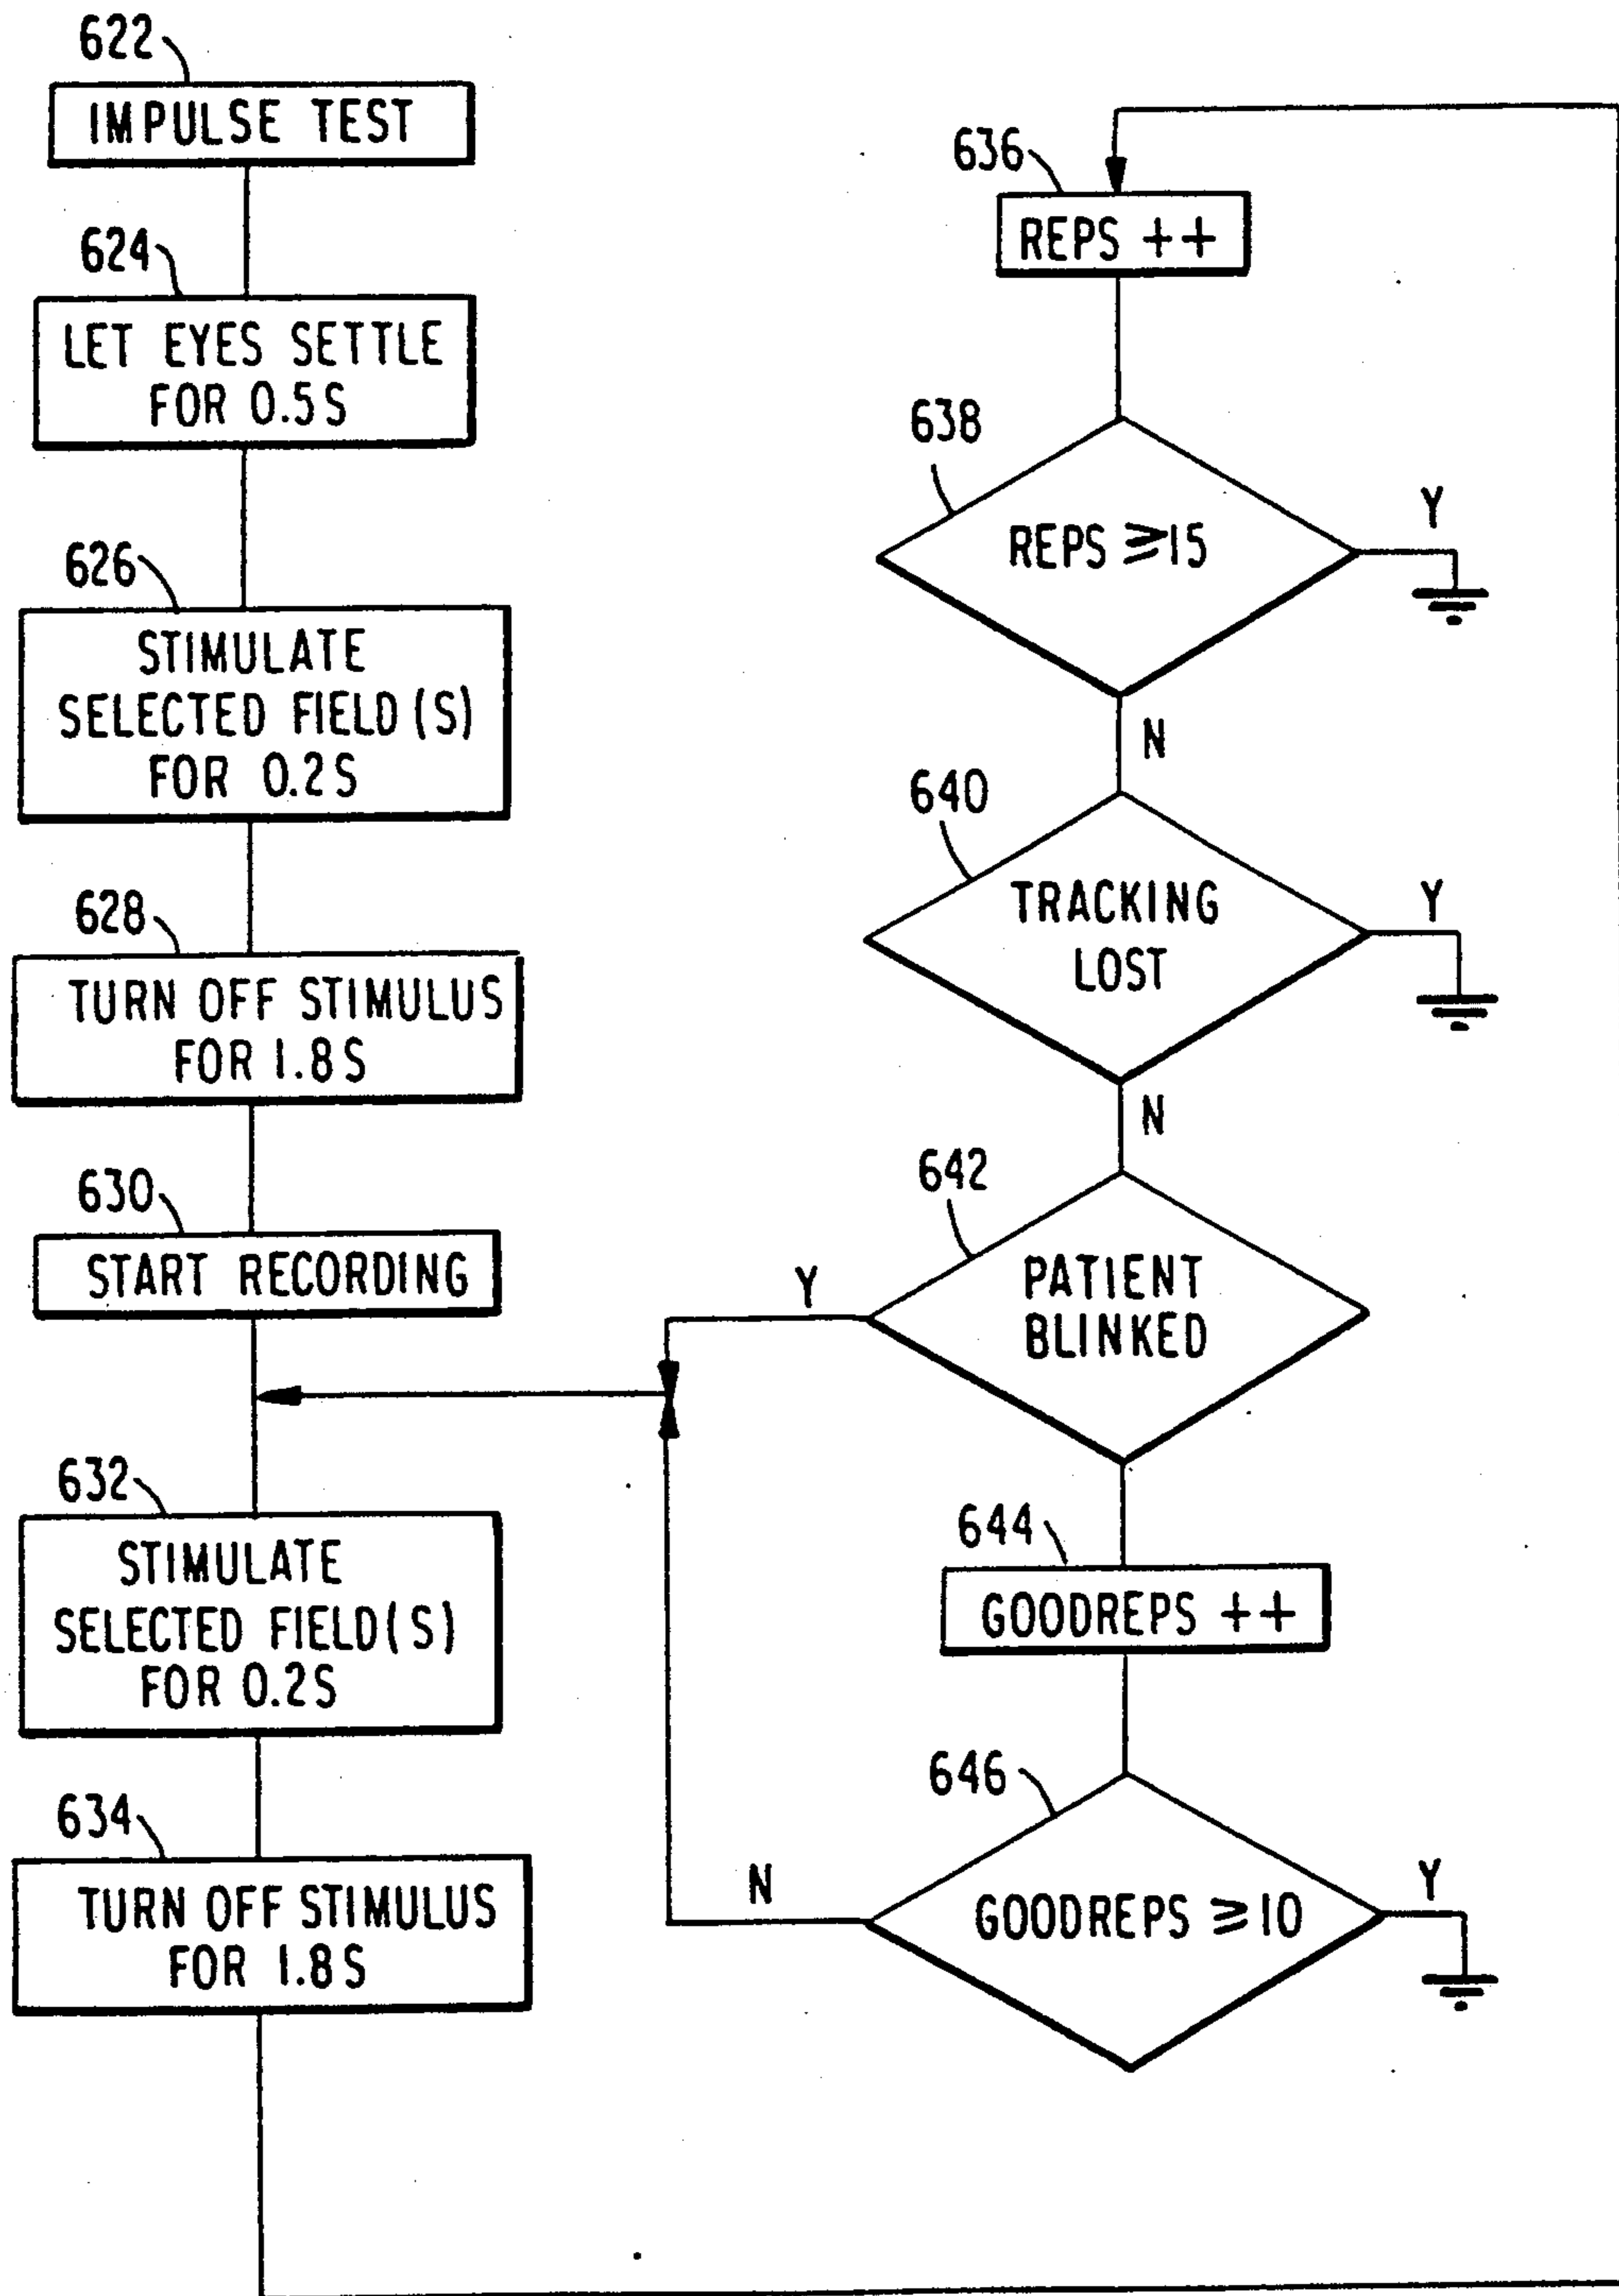 622
IMPULSE TEST
624
LET EYES SETTLE
FOR 0.5S
626
STIMULATE
SELECTED FIELD(S)
FOR 0.2S
628
TURN OFF STIMULUS
FOR 1.8S
630
START RECORDING
632
STIMULATE
SELECTED FIELD(S)
FOR 0.2S
634
TURN OFF STIMULUS
FOR 1.8S
636
REPS ++
638
REPS ≥15
Y
N
640
TRACKING
LOST
Y
N
642
PATIENT
BLINKED
Y
644
GOODREPS ++
646
GOODREPS ≥10
N
Y